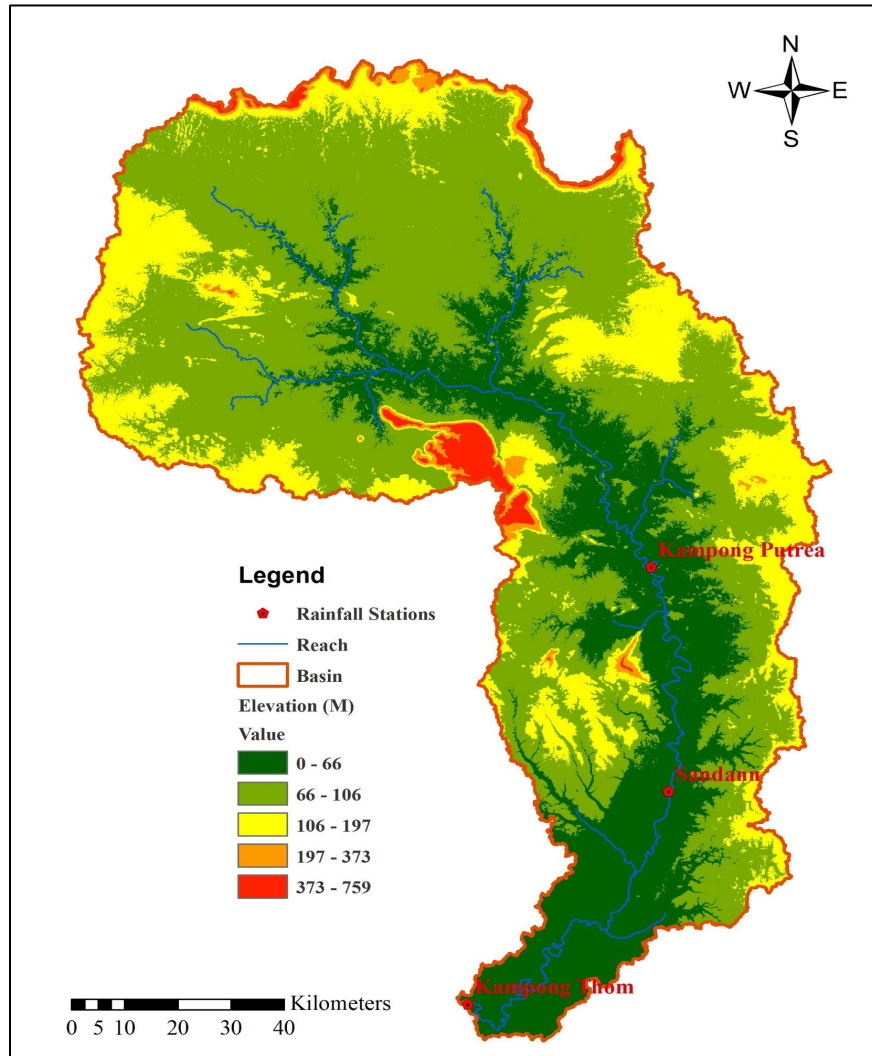 N
W E
S
Kampong Putrea
Legend
Rainfall Stations
Reach
Basin
Elevation (M)
Value
0 - 66
66 - 106
106 - 197
197 - 373
373 - 759
Sandann
Kampong Thom
Kilometers
0 5 10 20 30 40